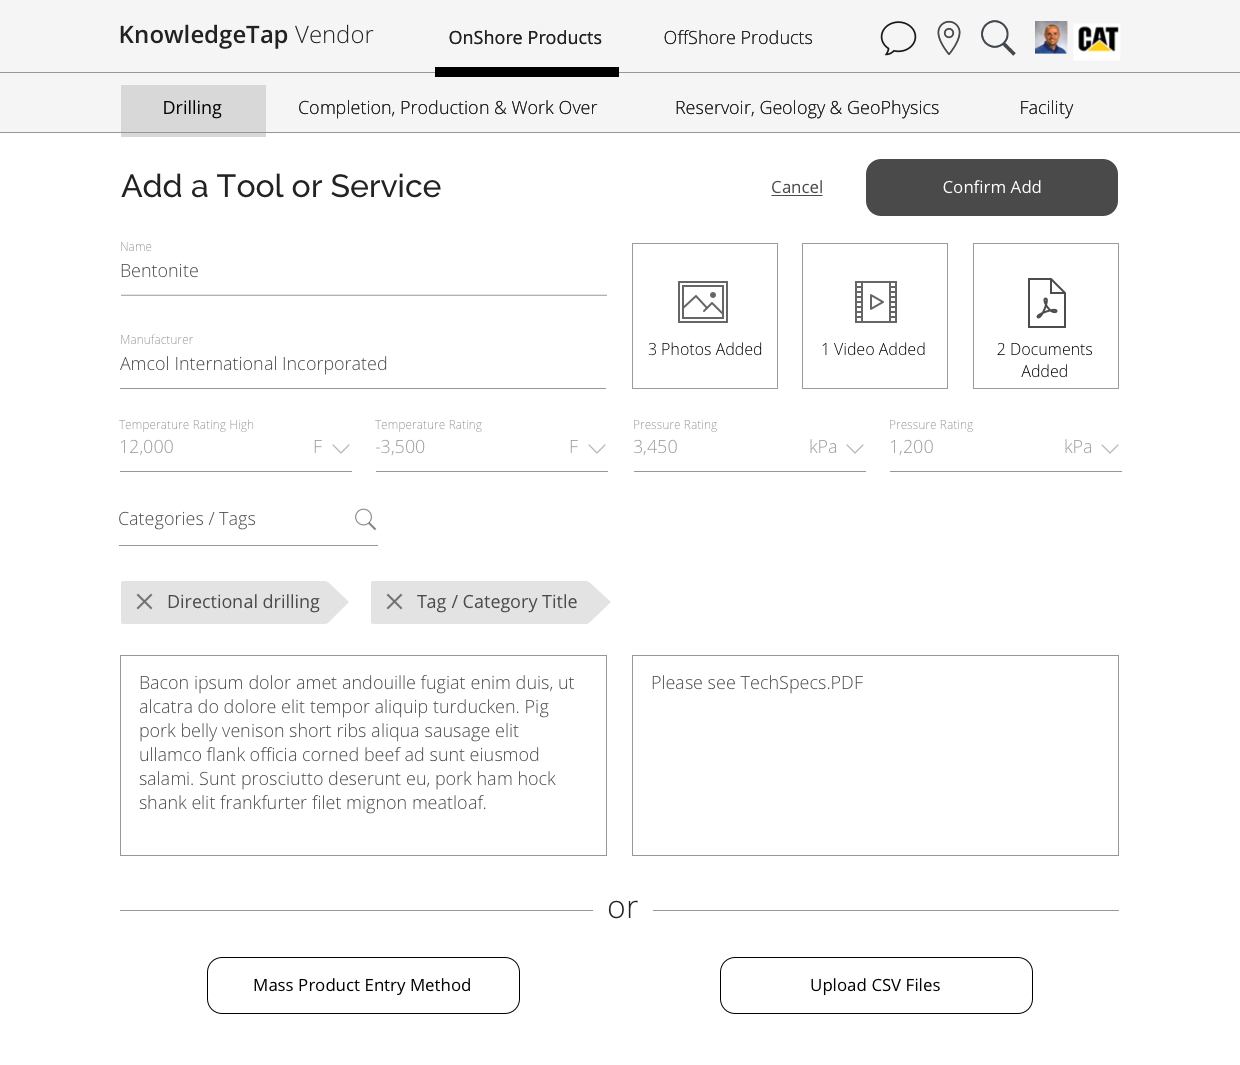 KnowledgeTap Vendor
OnShore Products
OffShore Products
CAT
Drilling
Completion, Production & Work Over
Reservoir, Geology & GeoPhysics
Facility
Add a Tool or Service
Cancel
Confirm Add
Name
Bentonite
3 Photos Added
1 Video Added
2 Documents
Added
Manufacturer
Amcol International Incorporated
Temperature Rating High
12,000
F
Temperature Rating
-3,500
F
Pressure Rating
3,450
kPa
Pressure Rating
1,200
kPa
Categories / Tags
Directional drilling
Tag / Category Title
Bacon ipsum dolor amet andouille fugiat enim duis, ut
alcatra do dolore elit tempor aliquip turducken. Pig
pork belly venison short ribs aliqua sausage elit
ullamco flank officia corned beef ad sunt eiusmod
salami. Sunt prosciutto deserunt eu, pork ham hock
shank elit frankfurter filet mignon meatloaf.
Please see TechSpecs.PDF
or
Mass Product Entry Method
Upload CSV Files